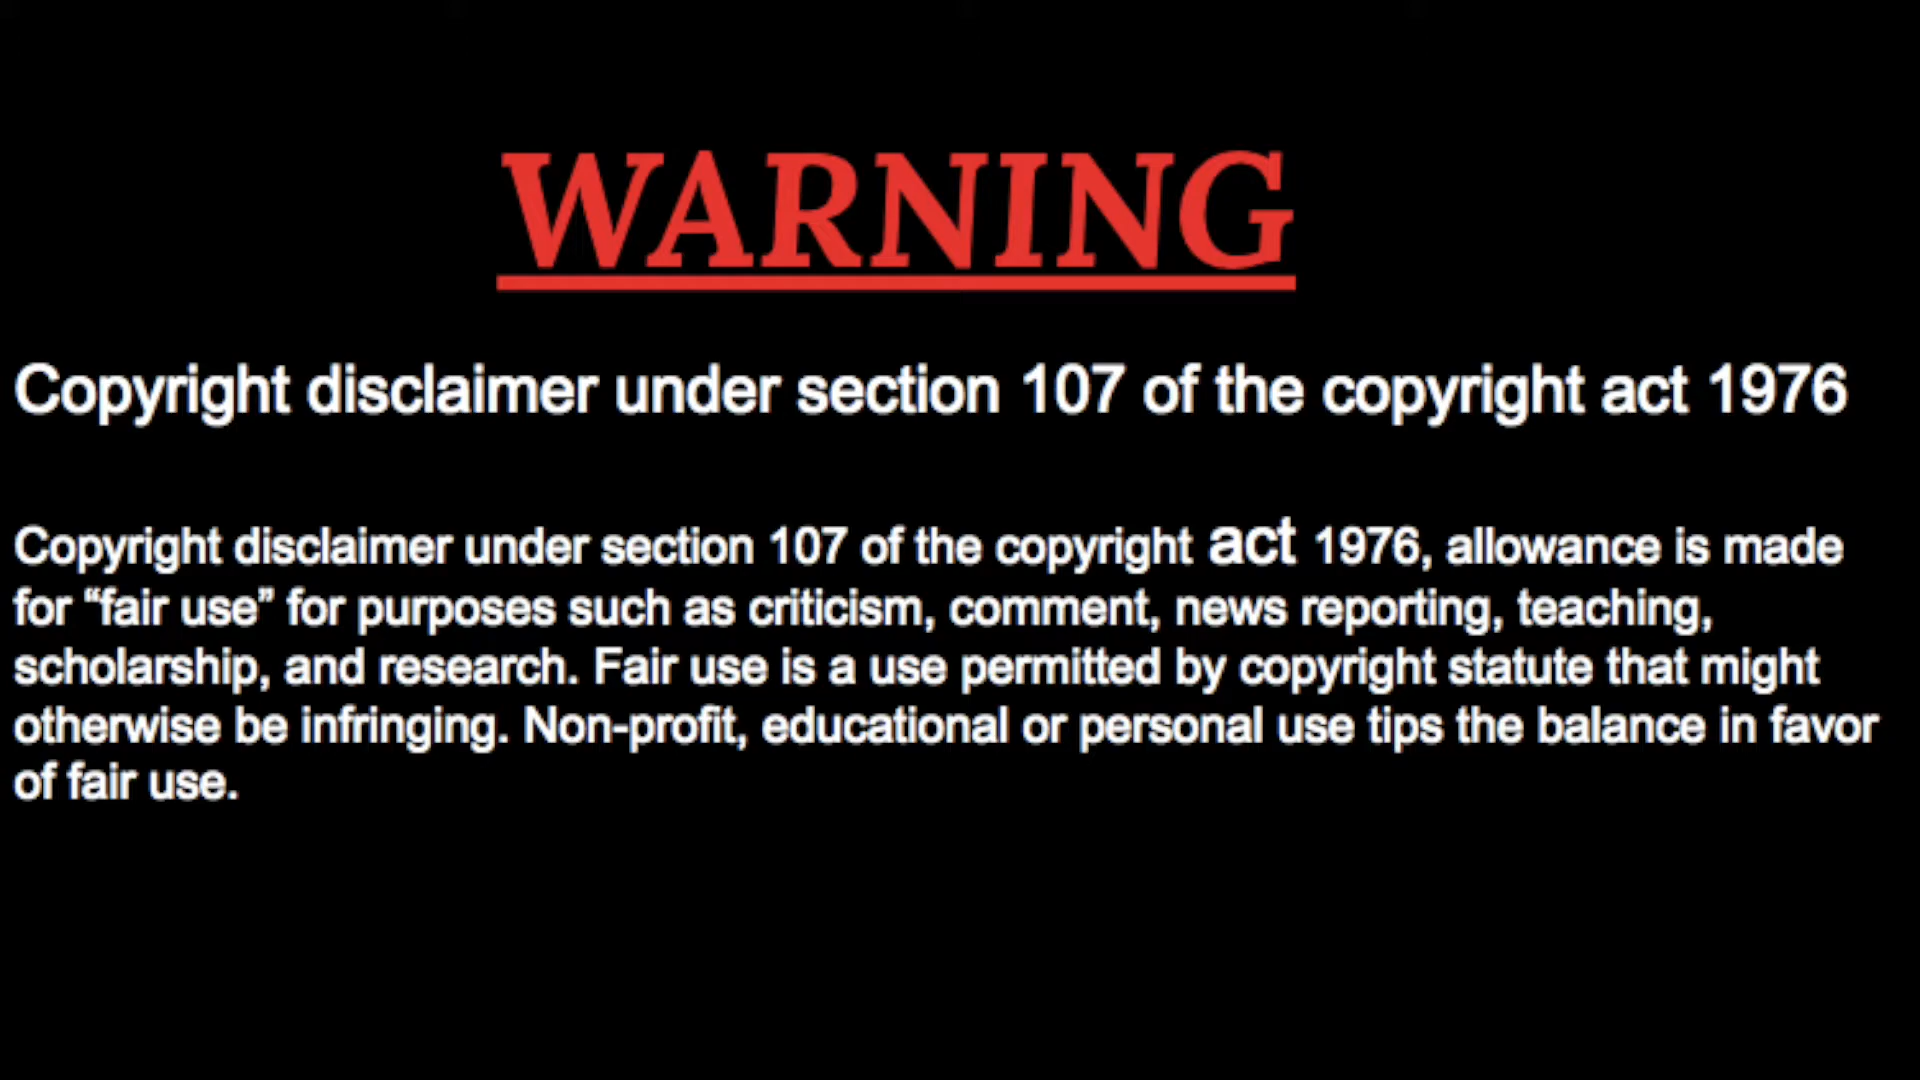 WARNING
Copyright disclaimer under section 107 of the copyright act 1976
Copyright disclaimer under section 107 of the copyright act 1976, allowance is made
for “fair use” for purposes such as criticism, comment, news reporting, teaching,
scholarship, and research. Fair use is a use permitted by copyright statute that might
otherwise be infringing. Non-profit, educational or personal use tips the balance in favor
of fair use.